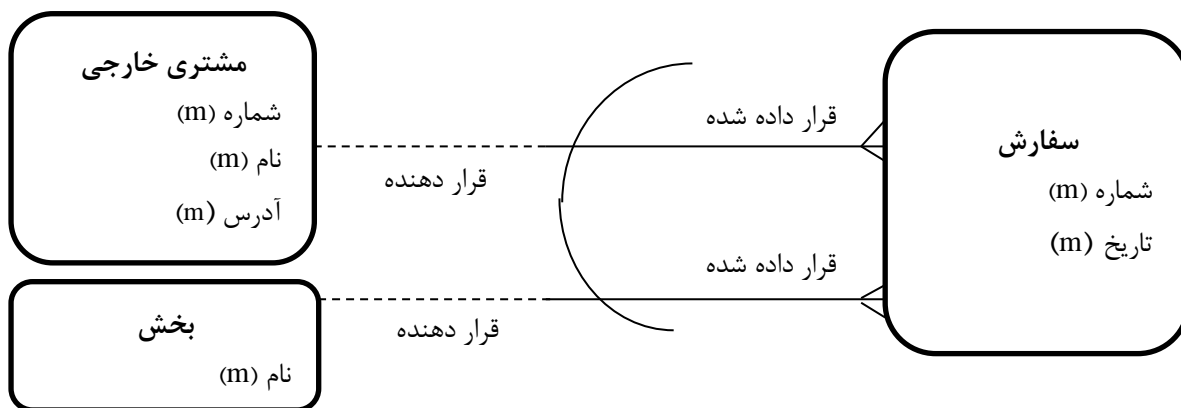 مشتری خارجی
شماره (m)
نام (m)
آدرس (m)
قرار داده شده
قرار دهنده
سفارش
شماره (m)
تاریخ (m)
قرار داده شده
قرار دهنده
بخش
نام (m)